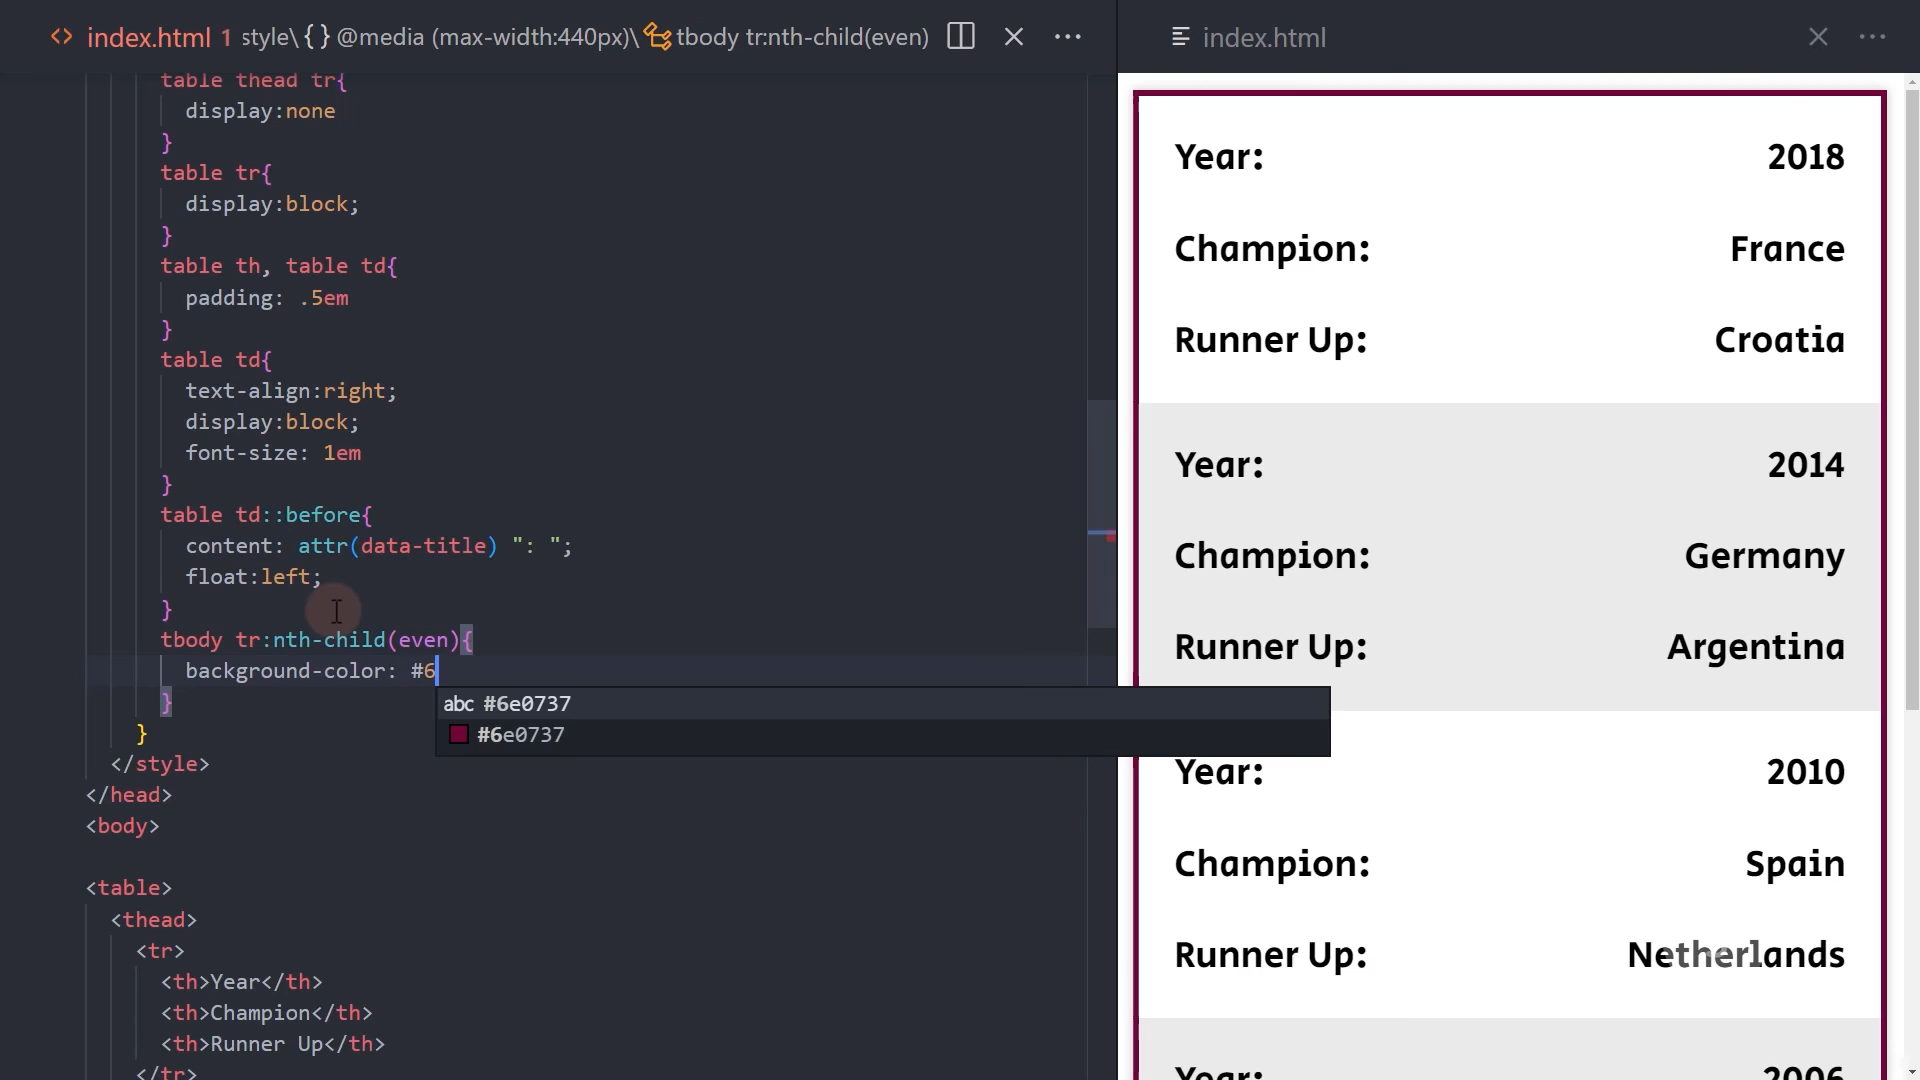 index.html 1 style\ {} @media (max-width:440px)\ tbody tr:nth-child(even)
table thead tr{
display:none
}
table tr{
display:block;
}
table th, table td{
padding: .5em
}
table td{
text-align:right;
display:block;
font-size: 1em
}
table td::before{
content: attr(data-title) ": ";
float:left;
}
tbody tr:nth-child(even){
background-color: #6
}
abc #6e0737
#6e0737
}
</style>
</head>
<body>
<table>
<thead>
<tr>
<th>Year</th>
<th>Champion</th>
<th>Runner Up</th>
</tr>
index.html
Year: 2018
Champion: France
Runner Up: Croatia
Year: 2014
Champion: Germany
Runner Up: Argentina
Year: 2010
Champion: Spain
Runner Up: Netherlands
Year: 2006